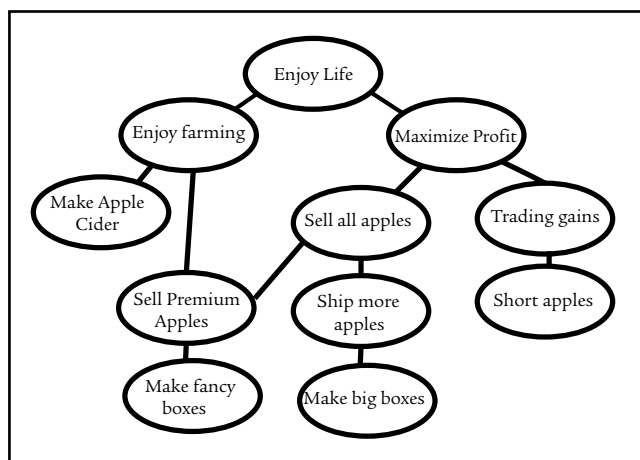 Enjoy Life
Enjoy farming
Maximize Profit
Make Apple
Cider
Sell all apples
Trading gains
Sell Premium
Apples
Ship more
apples
Short apples
Make fancy
boxes
Make big boxes